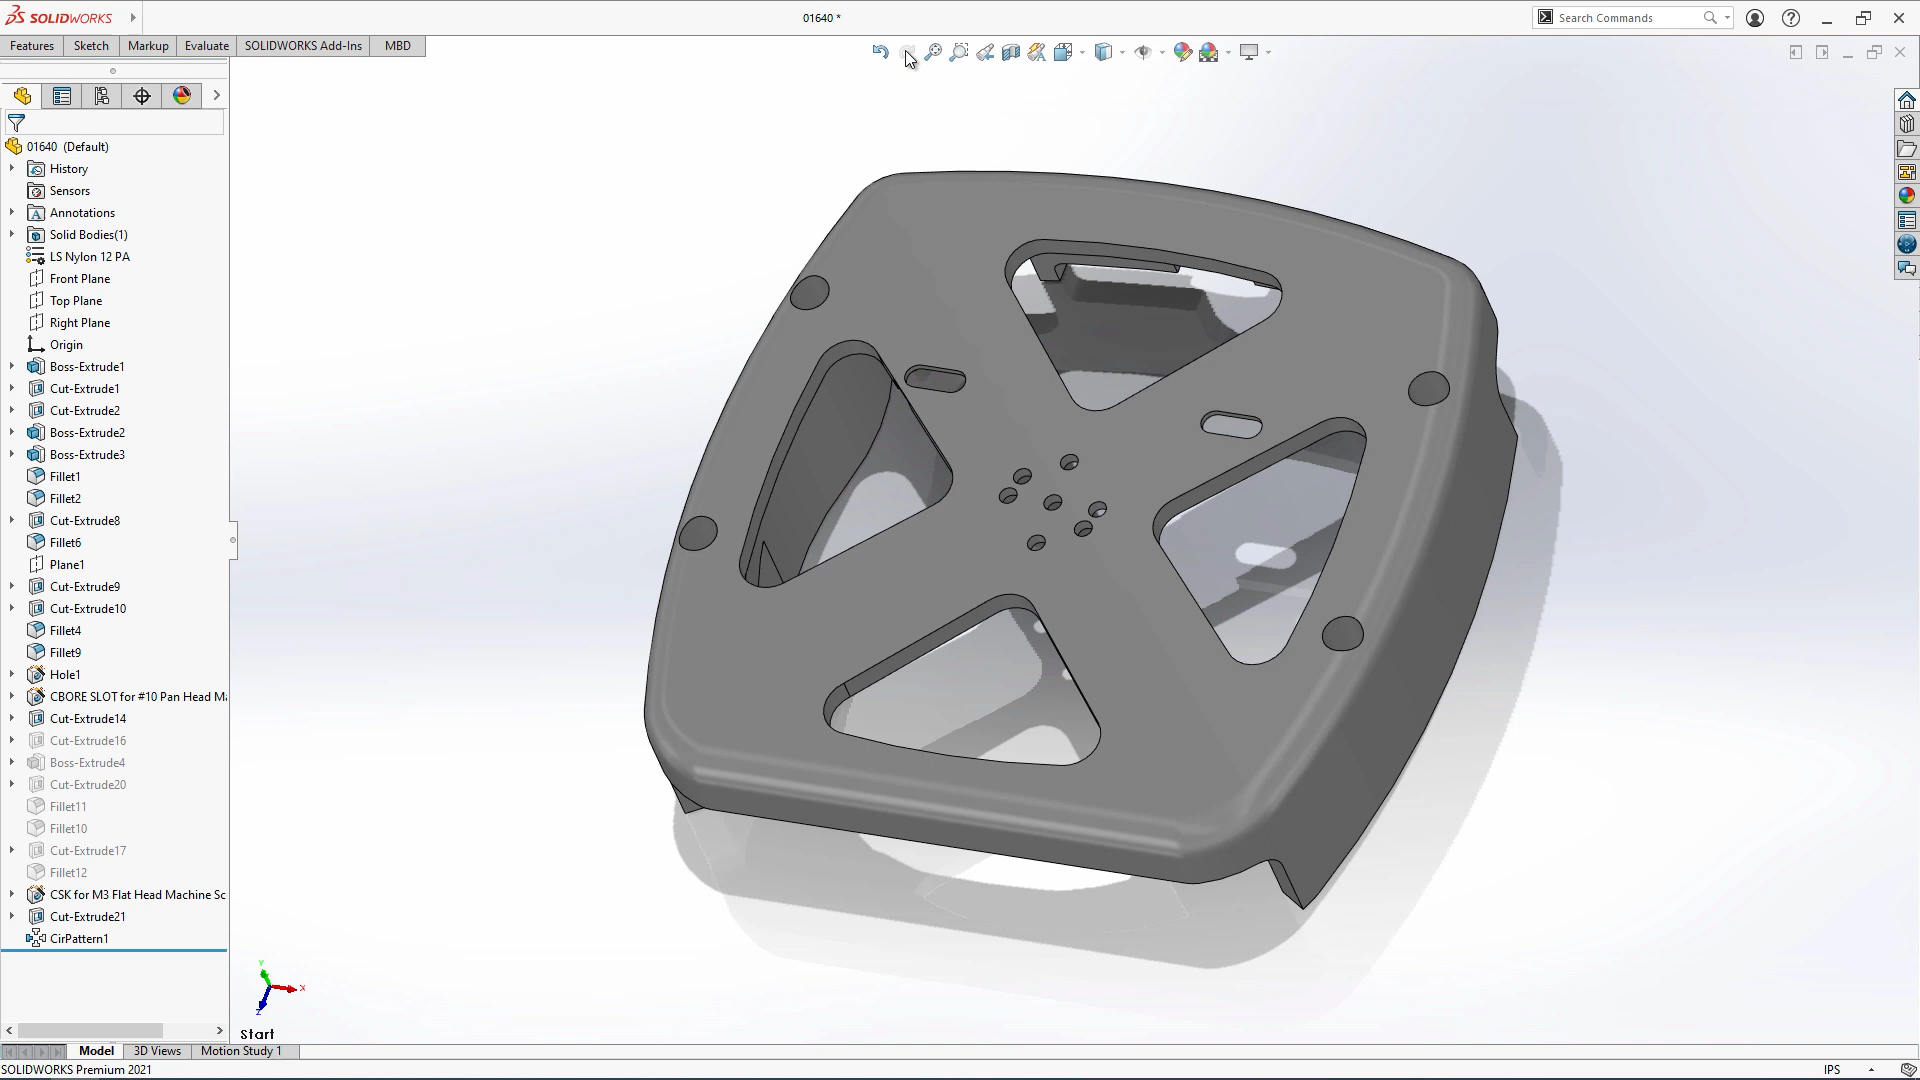 SOLIDWORKS
01640 *
Search Commands
Features
Sketch
Markup
Evaluate
SOLIDWORKS Add-Ins
MBD
01640 (Default)
History
Sensors
Annotations
Solid Bodies(1)
LS Nylon 12 PA
Front Plane
Top Plane
Right Plane
Origin
Boss-Extrude1
Cut-Extrude1
Cut-Extrude2
Boss-Extrude2
Boss-Extrude3
Fillet1
Fillet2
Cut-Extrude8
Fillet6
Plane1
Cut-Extrude9
Cut-Extrude10
Fillet4
Fillet9
Hole1
CBORE SLOT for #10 Pan Head Ma
Cut-Extrude14
Cut-Extrude16
Boss-Extrude4
Cut-Extrude20
Fillet11
Fillet10
Cut-Extrude17
Fillet12
CSK for M3 Flat Head Machine Sc
Cut-Extrude21
CirPattern1
Y
X
Z
Start
Model
3D Views
Motion Study 1
SOLIDWORKS Premium 2021
IPS